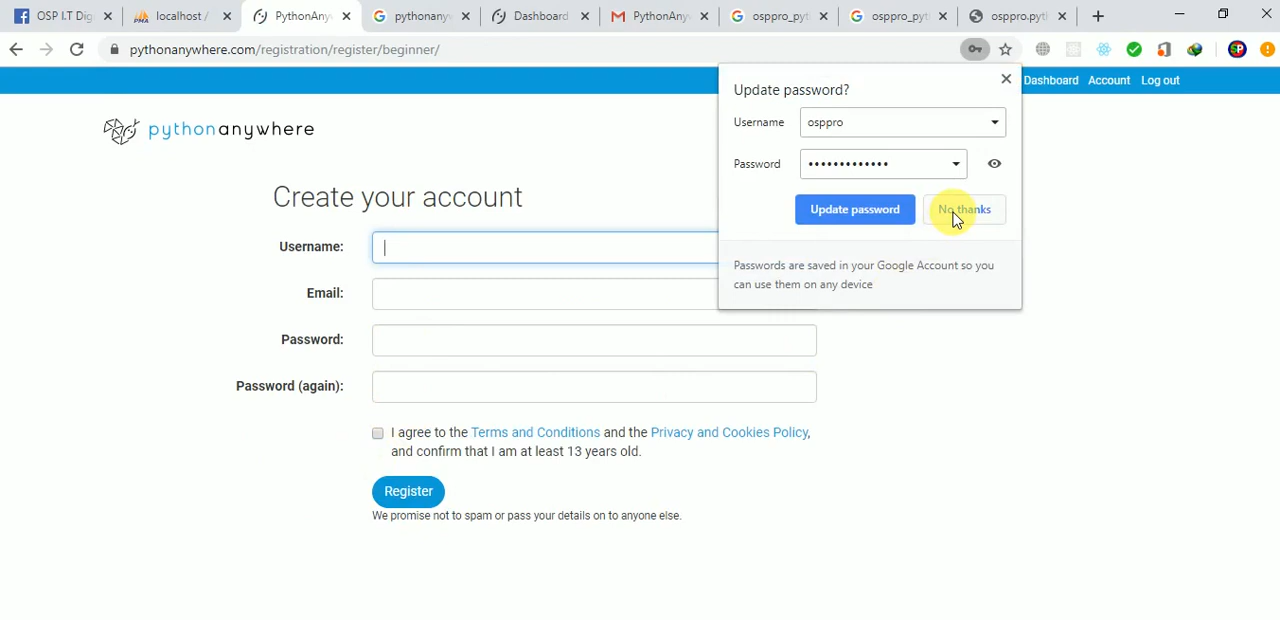 OSP I.T Dig
localhost /
PythonAny
pythonany
Dashboard
PythonAny
osppro_pyt
osppro_pyt
osppro.pyt
pythonanywhere.com/registration/register/beginner/
Dashboard Account Log out
pythonanywhere
Update password?
Username osppro
Password •••••••••••••
Update password No thanks
Passwords are saved in your Google Account so you
can use them on any device
Create your account
Username:
Email:
Password:
Password (again):
I agree to the Terms and Conditions and the Privacy and Cookies Policy,
and confirm that I am at least 13 years old.
Register
We promise not to spam or pass your details on to anyone else.